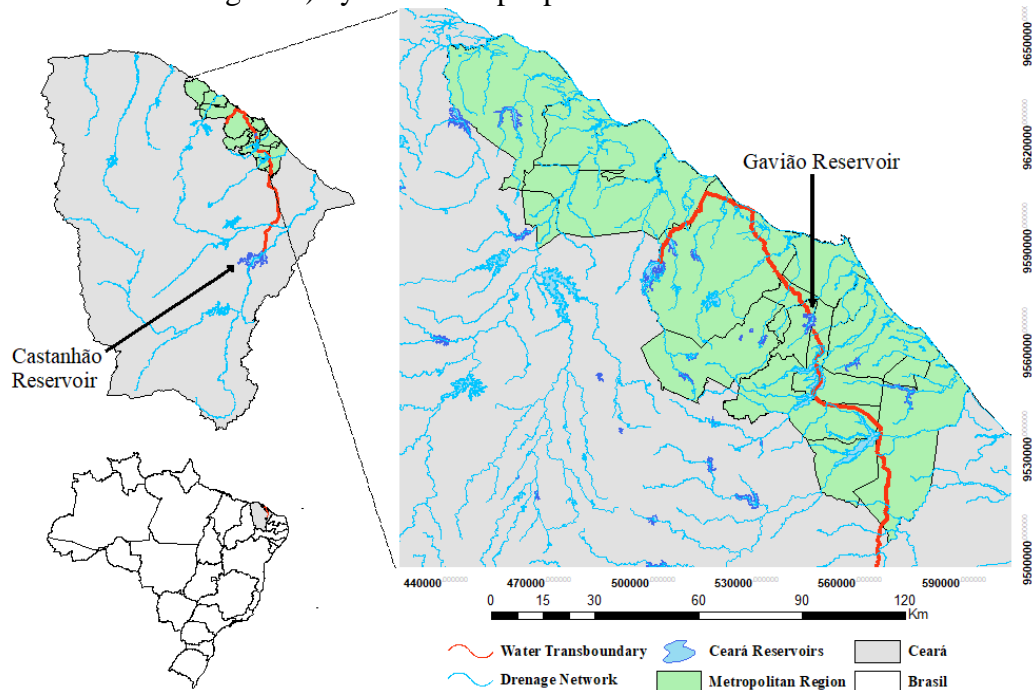 Gavião Reservoir
Castanhão
Reservoir
9650000
9620000
9590000
9560000
9530000
9500000
440000
470000
500000
530000
560000
590000
0 15 30 60 90 120
Km
Water Transboundary
Ceará Reservoirs
Ceará
Drenage Network
Metropolitan Region
Brasil